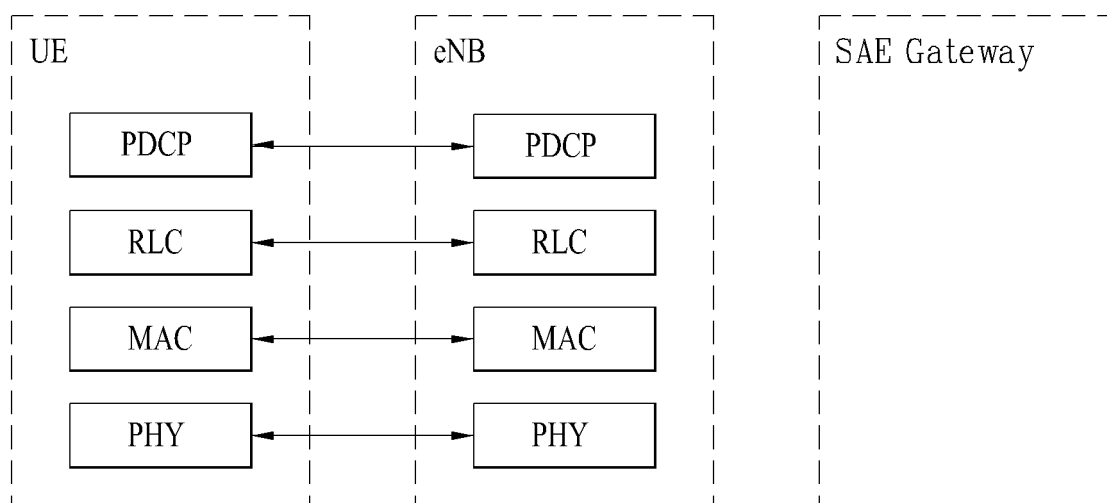 UE
eNB
SAE Gateway
PDCP
PDCP
RLC
RLC
MAC
MAC
PHY
PHY